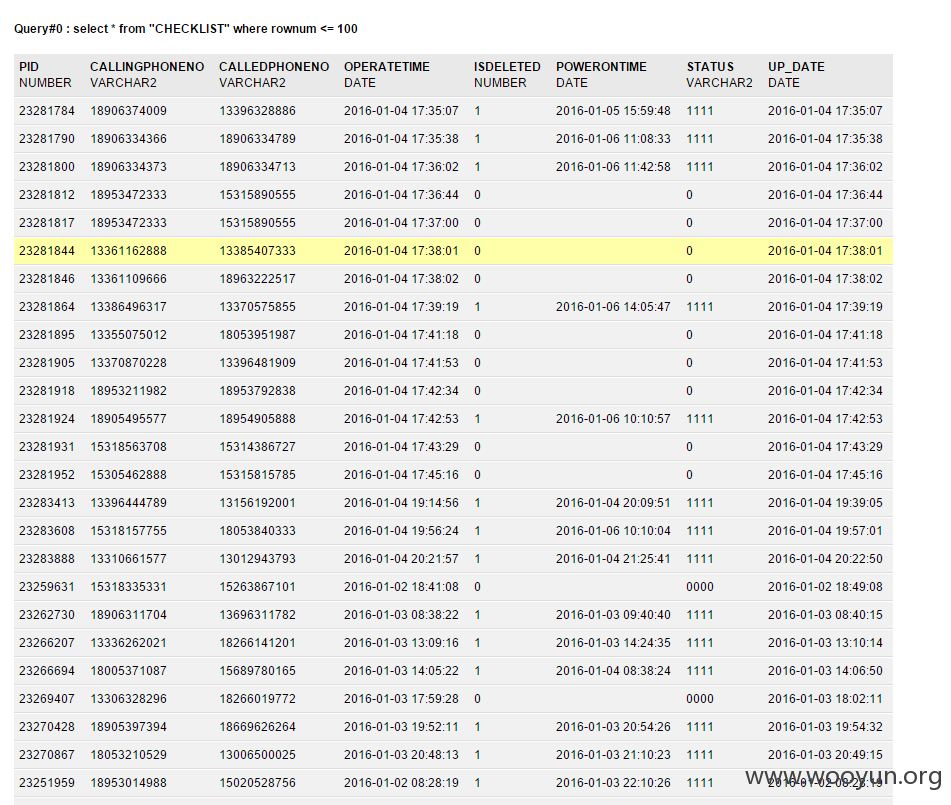 Query#0 : select * from "CHECKLIST" where rownum <= 100
PID CALLINGPHONENO CALLEDPHONENO OPERATETIME ISDELETED POWERONTIME STATUS UP_DATE
NUMBER VARCHAR2 VARCHAR2 DATE NUMBER DATE VARCHAR2 DATE
23281784 18906374009 13396328886 2016-01-04 17:35:07 1 2016-01-05 15:59:48 1111 2016-01-04 17:35:07
23281790 18906334366 18906334789 2016-01-04 17:35:38 1 2016-01-06 11:08:33 1111 2016-01-04 17:35:38
23281800 18906334373 18906334713 2016-01-04 17:36:02 1 2016-01-06 11:42:58 1111 2016-01-04 17:36:02
23281812 18953472333 15315890555 2016-01-04 17:36:44 0 0 2016-01-04 17:36:44
23281817 18953472333 15315890555 2016-01-04 17:37:00 0 0 2016-01-04 17:37:00
23281844 13361162888 13385407333 2016-01-04 17:38:01 0 0 2016-01-04 17:38:01
23281846 13361109666 18963222517 2016-01-04 17:38:02 0 0 2016-01-04 17:38:02
23281864 13386496317 13370575855 2016-01-04 17:39:19 1 2016-01-06 14:05:47 1111 2016-01-04 17:39:19
23281895 13355075012 18053951987 2016-01-04 17:41:18 0 0 2016-01-04 17:41:18
23281905 13370870228 13396481909 2016-01-04 17:41:53 0 0 2016-01-04 17:41:53
23281918 18953211982 18953792838 2016-01-04 17:42:34 0 0 2016-01-04 17:42:34
23281924 18905495577 18954905888 2016-01-04 17:42:53 1 2016-01-06 10:10:57 1111 2016-01-04 17:42:53
23281931 15318563708 15314386727 2016-01-04 17:43:29 0 0 2016-01-04 17:43:29
23281952 15305462888 15315815785 2016-01-04 17:45:16 0 0 2016-01-04 17:45:16
23283413 13396444789 13156192001 2016-01-04 19:14:56 1 2016-01-04 20:09:51 1111 2016-01-04 19:39:05
23283608 15318157755 18053840333 2016-01-04 19:56:24 1 2016-01-06 10:10:04 1111 2016-01-04 19:57:01
23283888 13310661577 13012943793 2016-01-04 20:21:57 1 2016-01-04 21:25:41 1111 2016-01-04 20:22:50
23259631 15318335331 15263867101 2016-01-02 18:41:08 0 0000 2016-01-02 18:49:08
23262730 18906311704 13696311782 2016-01-03 08:38:22 1 2016-01-03 09:40:40 1111 2016-01-03 08:40:15
23266207 13336262021 18266141201 2016-01-03 13:09:16 1 2016-01-03 14:24:35 1111 2016-01-03 13:10:14
23266694 18005371087 15689780165 2016-01-03 14:05:22 1 2016-01-04 08:38:24 1111 2016-01-03 14:06:50
23269407 13306328296 18266019772 2016-01-03 17:59:28 0 0000 2016-01-03 18:02:11
23270428 18905397394 18669626264 2016-01-03 19:52:11 1 2016-01-03 20:54:26 1111 2016-01-03 19:54:32
23270867 18053210529 13006500025 2016-01-03 20:48:13 1 2016-01-03 21:10:23 1111 2016-01-03 20:49:15
23251959 18953014988 15020528756 2016-01-02 08:28:19 1 2016-01-03 22:10:26 1111 2016-01-02
www.wooyun.org